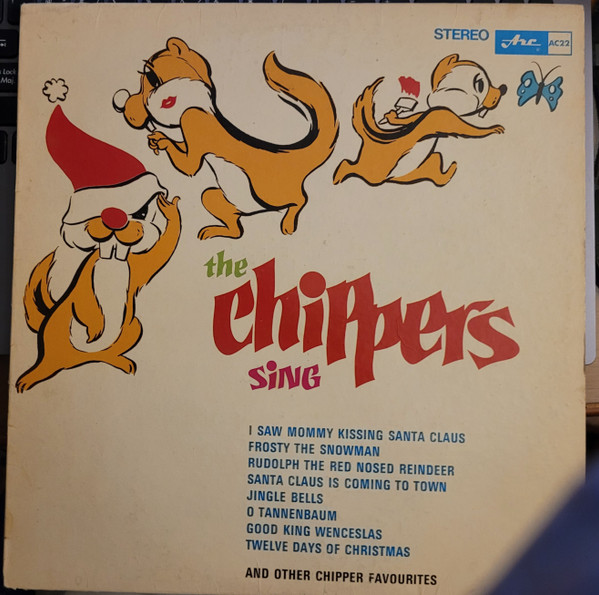 STEREO Arc AC22
the
chippers
SING
I SAW MOMMY KISSING SANTA CLAUS
FROSTY THE SNOWMAN
RUDOLPH THE RED NOSED REINDEER
SANTA CLAUS IS COMING TO TOWN
JINGLE BELLS
O TANNENBAUM
GOOD KING WENCESLAS
TWELVE DAYS OF CHRISTMAS
AND OTHER CHIPPER FAVOURITES